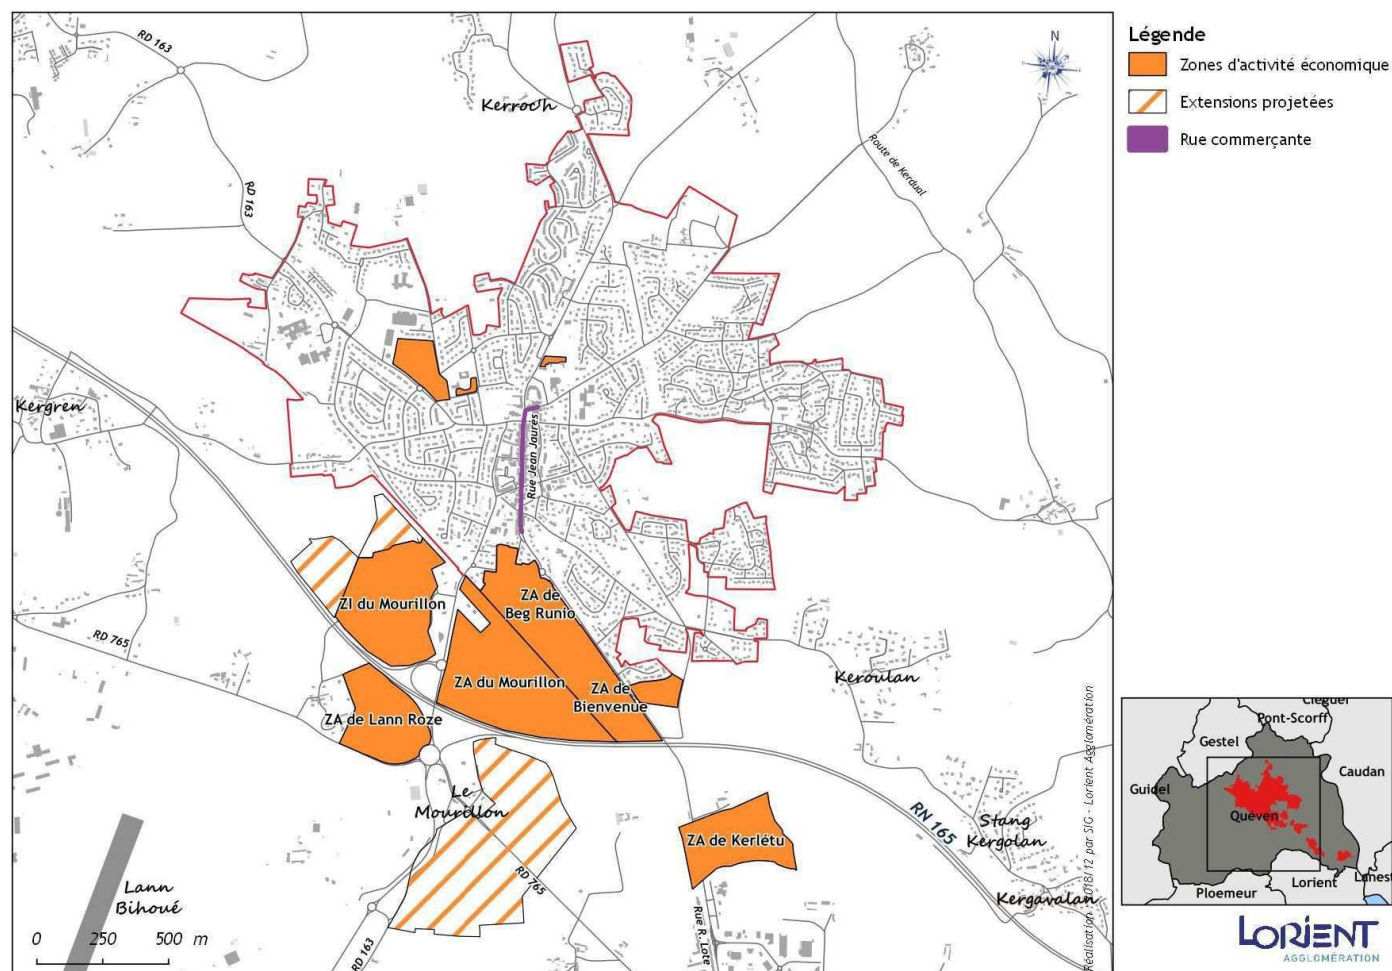 RD 163
Kerroc'h
Route de Kerdual
RD 163
Kergren
Rue Jean Jaurès
ZI du Mourillon
ZA de
Beg Runio
RD 765
ZA du Mourillon
ZA de
Bienvenue
ZA de Lann Roze
Keroulan
Le
Mourillon
RN 165
Stang
Kergolan
ZA de Kerlétu
RD 765
Kergavalan
Lann
Bihoué
Rue R. Lote
RD 163
0 250 500 m
Réalisation : 2018/12 par SIG - Lorient Agglomération
N
Légende
Zones d'activité économique
Extensions projetées
Rue commerçante
Cléguer
Pont-Scorff
Gestel
Caudan
Guidel
Quéven
Lanest
Lorient
Ploemeur
LORIENT
AGGLOMÉRATION